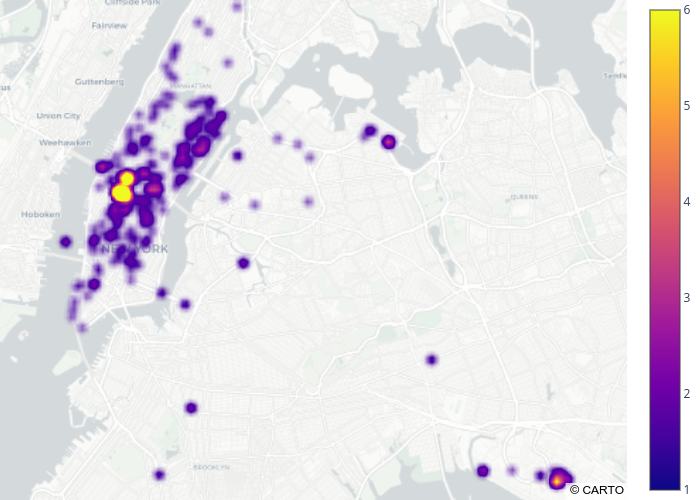 Cliffside Park
Fairview
Guttenberg
MANHATTAN
Union City
Weehawken
Hoboken
QUEENS
NEW YORK
BROOKLYN
© CARTO
6
5
4
3
2
1